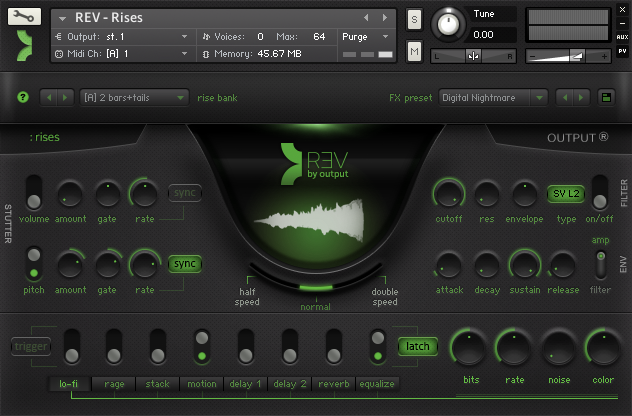 REV - Rises
Output: st. 1
Voices: 0 Max: 64 Purge
Midi Ch: [A] 1
Memory: 45.67 MB
S
M
Tune
0.00
L R
AUX
PV
? [A] 2 bars+tails rise bank FX preset Digital Nightmare
: rises
OUTPUT ®
REV
by output
STUTTER
volume amount gate rate sync
pitch amount gate rate sync
half speed
normal
double speed
cutoff res envelope SV L2 type on/off
FILTER
amp
attack decay sustain release filter
ENV
trigger
latch
lo-fi rage stack motion delay 1 delay 2 reverb equalize
bits rate noise color